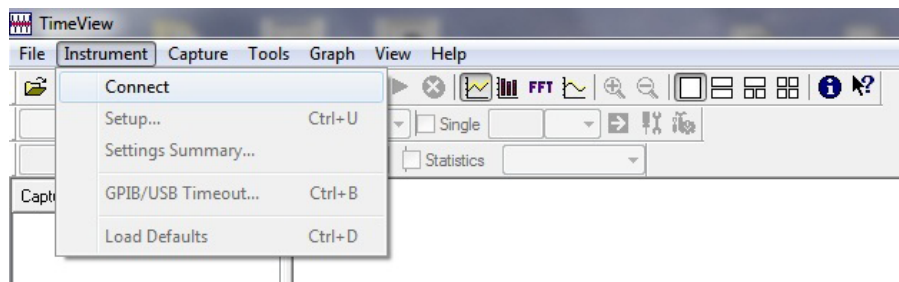 TimeView
File Instrument Capture Tools Graph View Help
Connect
FFT
Setup... Ctrl+U
Single
Settings Summary...
Statistics
GPIB/USB Timeout... Ctrl+B
Load Defaults Ctrl+D